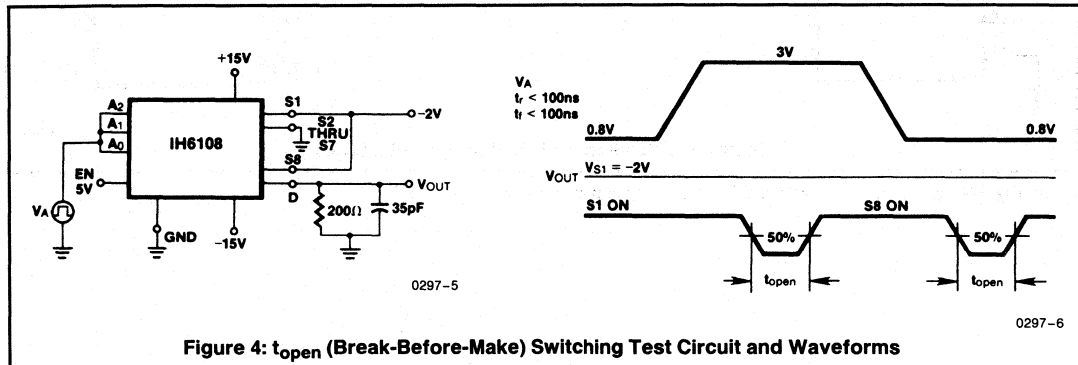 +15V
A2
A1
A0
IH6108
EN
5V
VA
GND
-15V
S1
S2
THRU
S7
S8
D
-2V
VOUT
200Ω
35pF
0297-5
VA
tr < 100ns
tf < 100ns
3V
0.8V
0.8V
VS1 = -2V
VOUT
S1 ON
S8 ON
50%
50%
topen
topen
0297-6
Figure 4: topen (Break-Before-Make) Switching Test Circuit and Waveforms